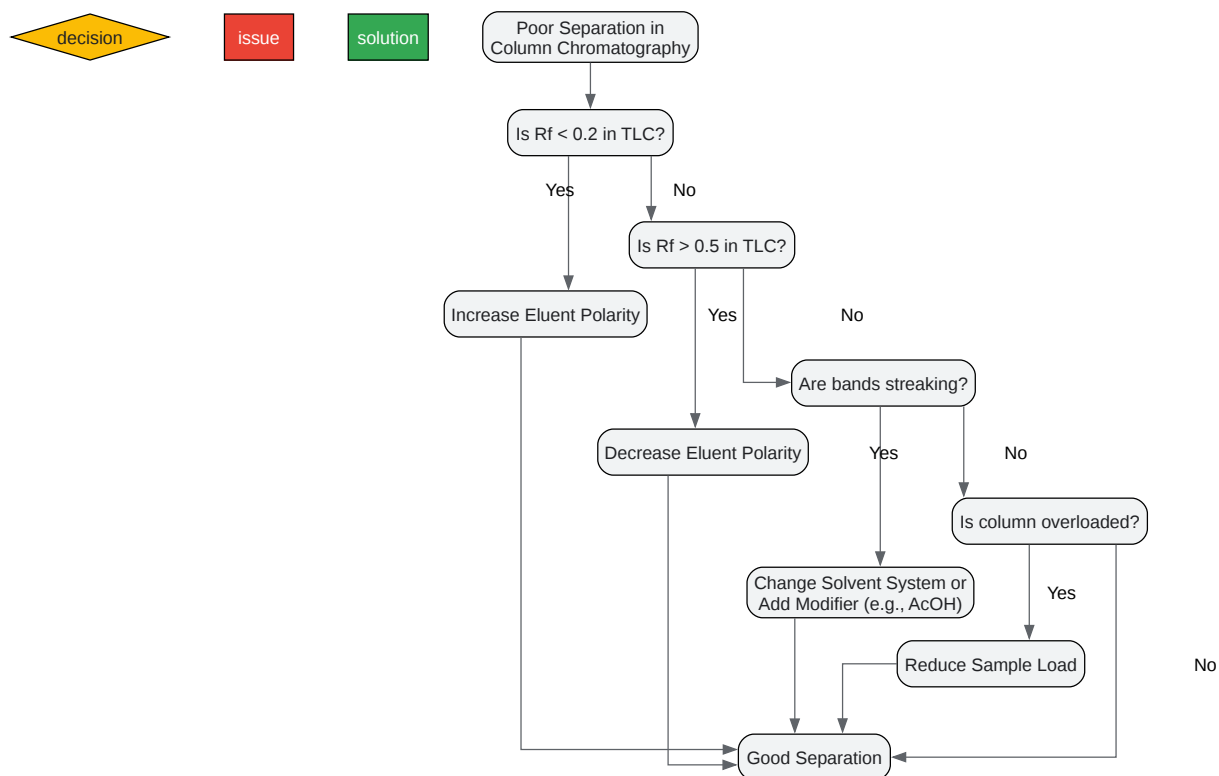 decision
issue
solution
Poor Separation in
Column Chromatography
Is Rf < 0.2 in TLC?
Yes
No
Is Rf > 0.5 in TLC?
Increase Eluent Polarity
Yes
No
Are bands streaking?
Decrease Eluent Polarity
Yes
No
Is column overloaded?
Change Solvent System or
Add Modifier (e.g., AcOH)
Yes
Reduce Sample Load
No
Good Separation